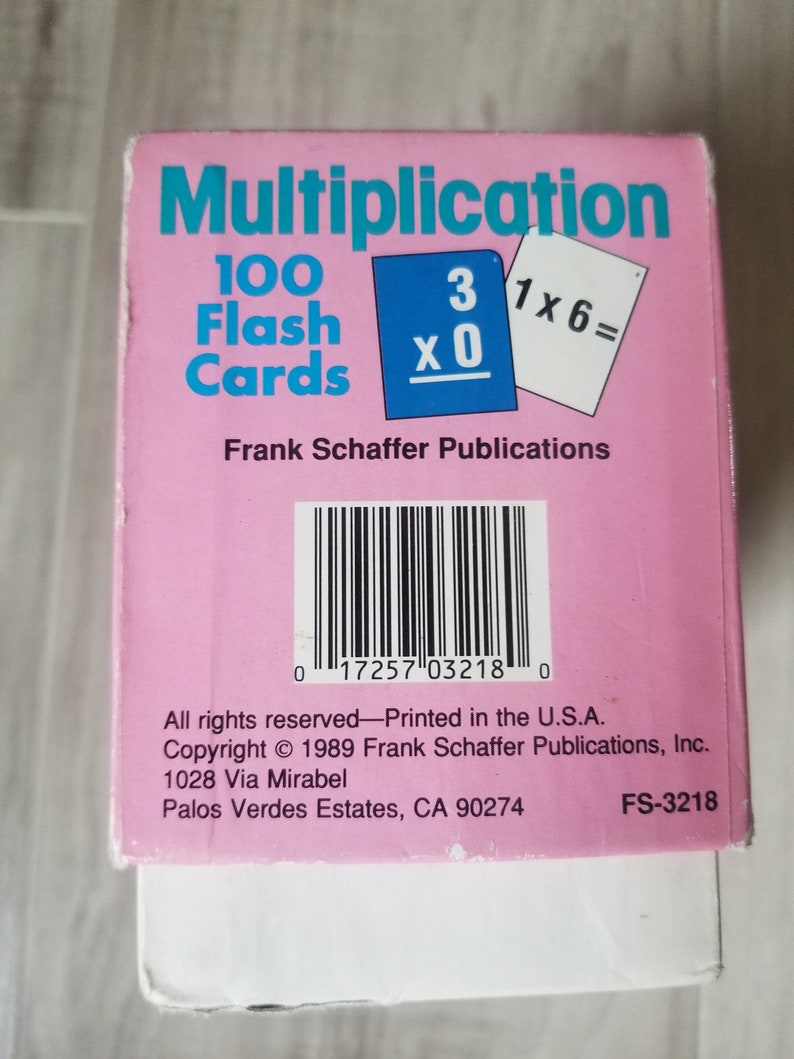 Multiplication
100
Flash
Cards
3
x 0
1 x 6 =
Frank Schaffer Publications
0 17257 03218 0
All rights reserved—Printed in the U.S.A.
Copyright © 1989 Frank Schaffer Publications, Inc.
1028 Via Mirabel
Palos Verdes Estates, CA 90274
FS-3218